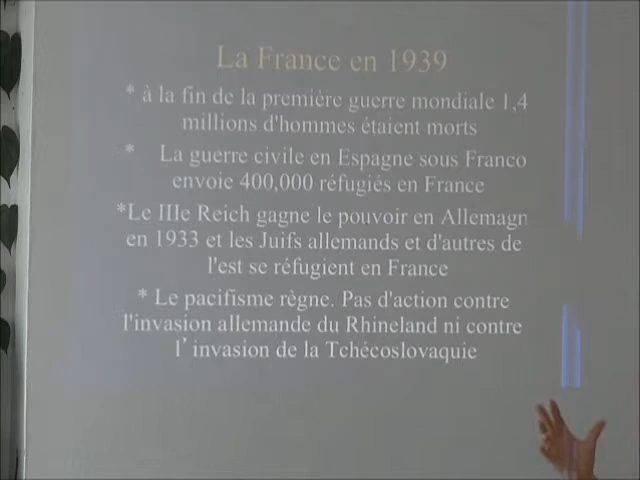 La France en 1939
* à la fin de la première guerre mondiale 1,4
millions d'hommes étaient morts
* La guerre civile en Espagne sous Franco
envoie 400,000 réfugiés en France
*Le IIIe Reich gagne le pouvoir en Allemagn
en 1933 et les Juifs allemands et d'autres de
l'est se réfugient en France
* Le pacifisme règne. Pas d'action contre
l'invasion allemande du Rhineland ni contre
l’invasion de la Tchécoslovaquie